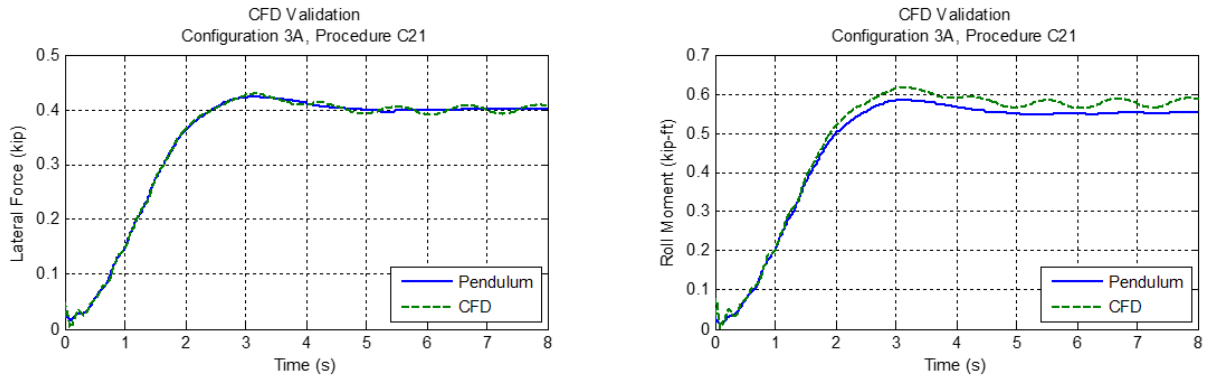 CFD Validation
Configuration 3A, Procedure C21
0.5
0.4
0.3
0.2
0.1
0
Lateral Force (kip)
Pendulum
CFD
0 1 2 3 4 5 6 7 8
Time (s)
CFD Validation
Configuration 3A, Procedure C21
0.7
0.6
0.5
0.4
0.3
0.2
0.1
0
Roll Moment (kip-ft)
Pendulum
CFD
0 1 2 3 4 5 6 7 8
Time (s)